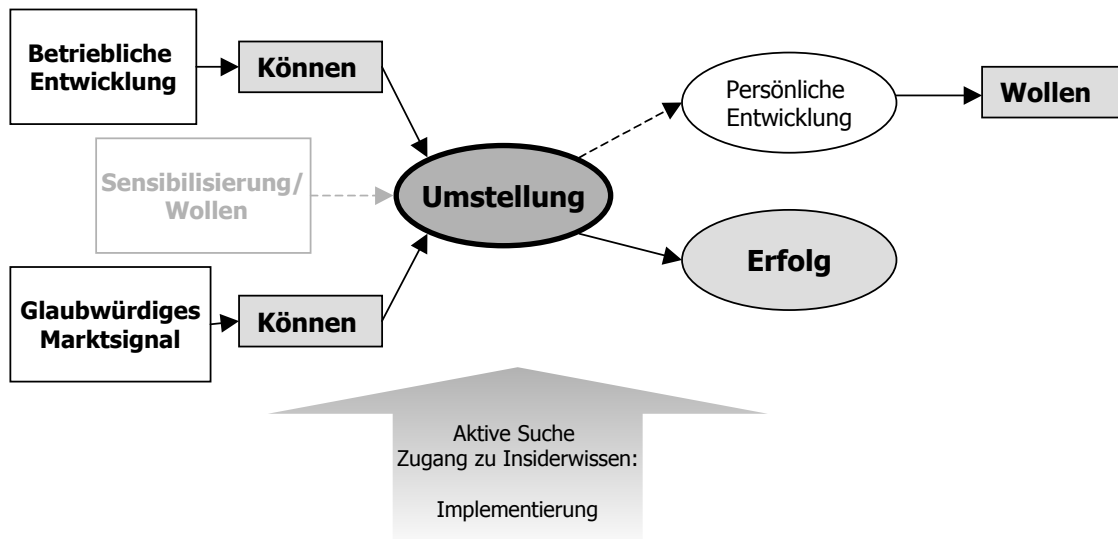 Betriebliche
Entwicklung
Können
Persönliche
Entwicklung
Wollen
Sensibilisierung/
Wollen
Umstellung
Erfolg
Glaubwürdiges
Marktsignal
Können
Aktive Suche
Zugang zu Insiderwissen:
Implementierung